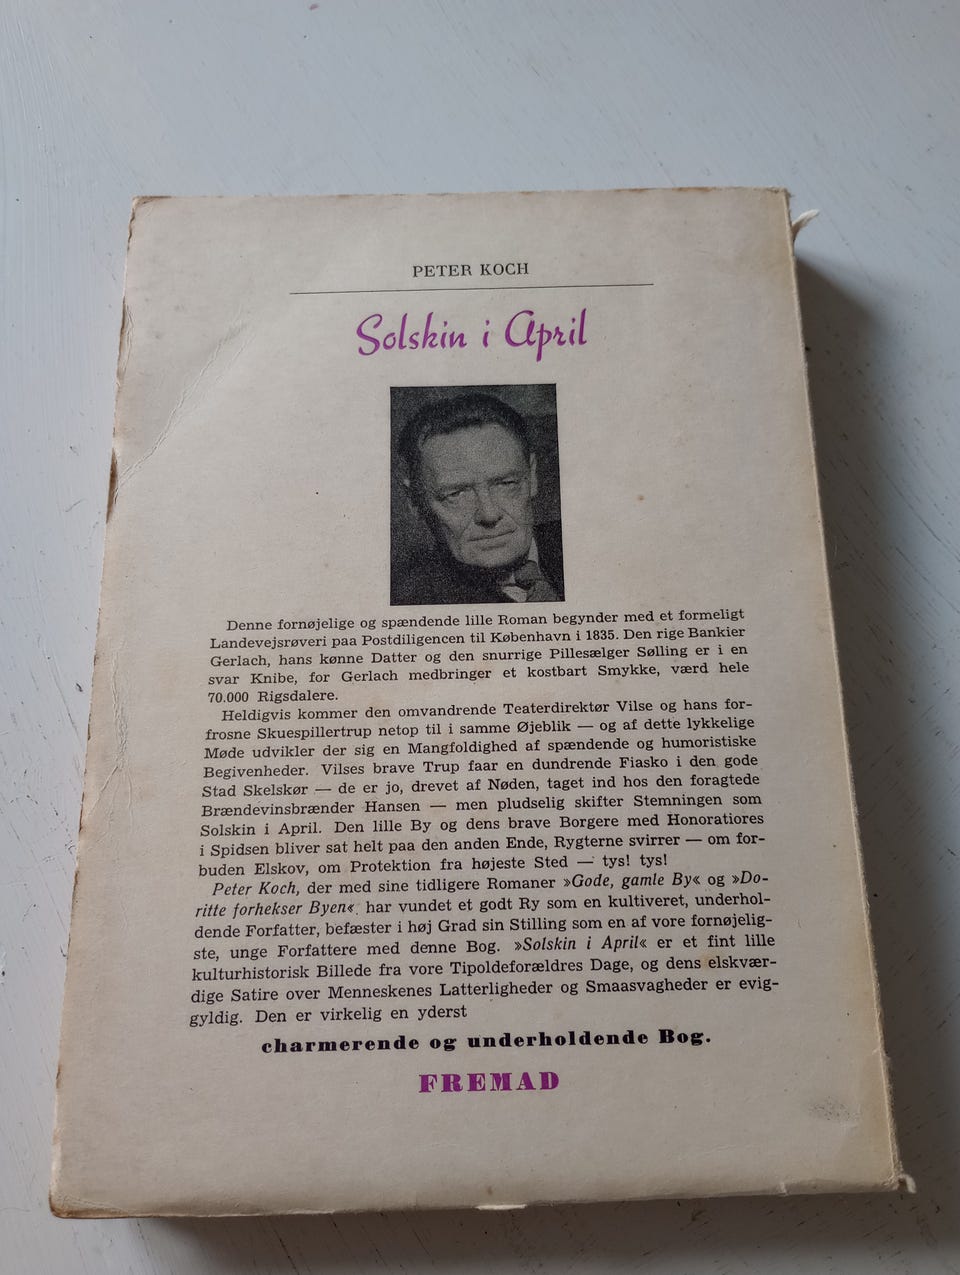 PETER KOCH
Solskin i April
Denne fornøjelige og spændende lille Roman begynder med et formeligt
Landevejsrøveri paa Postdiligencen til København i 1835. Den rige Bankier
Gerlach, hans kønne Datter og den snurrige Pillesælger Sølling er i en
svar Knibe, for Gerlach medbringer et kostbart Smykke, værd hele
70.000 Rigsdalere.
Heldigvis kommer den omvandrende Teaterdirektør Vilse og hans for-
frosne Skuespillertrup netop til i samme Øjeblik — og af dette lykkelige
Møde udvikler der sig en Mangfoldighed af spændende og humoristiske
Begivenheder. Vilses brave Trup faar en dundrende Fiasko i den gode
Stad Skelskør — de er jo, drevet af Nøden, taget ind hos den foragtede
Brændevinsbrænder Hansen — men pludselig skifter Stemningen som
Solskin i April. Den lille By og dens brave Borgere med Honoratiores
i Spidsen bliver sat helt paa den anden Ende, Rygterne svirrer — om for-
buden Elskov, om Protektion fra højeste Sted — tys! tys!
Peter Koch, der med sine tidligere Romaner »Gode, gamle By« og »Do-
ritte forhekser Byen« har vundet et godt Ry som en kultiveret, underhol-
dende Forfatter, befæster i høj Grad sin Stilling som en af vore fornøjelig-
ste, unge Forfattere med denne Bog. »Solskin i April« er et fint lille
kulturhistorisk Billede fra vore Tipoldeforældres Dage, og dens elskvær-
dige Satire over Menneskenes Latterligheder og Smaasvagheder er evig-
gyldig. Den er virkelig en yderst
charmerende og underholdende Bog.
FREMAD